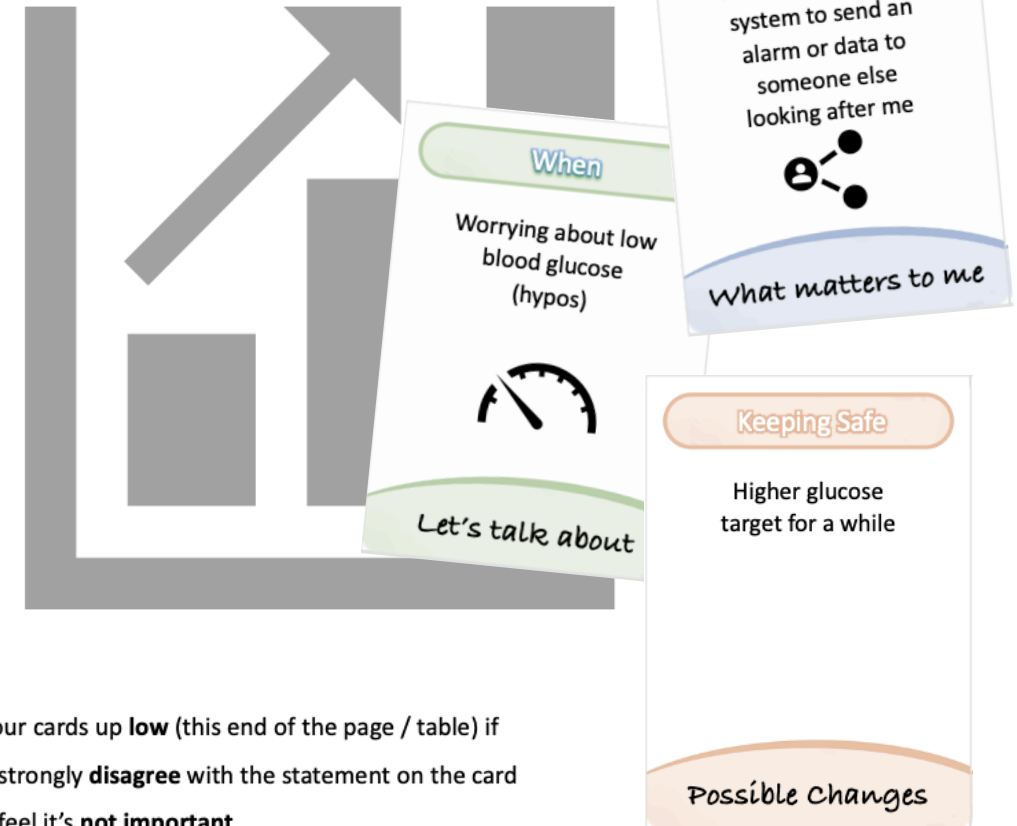 system to send an
alarm or data to
someone else
looking after me
What matters to me
When
Worrying about low
blood glucose
(hypos)
Let's talk about
Keeping Safe
Higher glucose
target for a while
Possible Changes
cards up low (this end of the page / table) if
strongly disagree with the statement on the card
feel it's not important